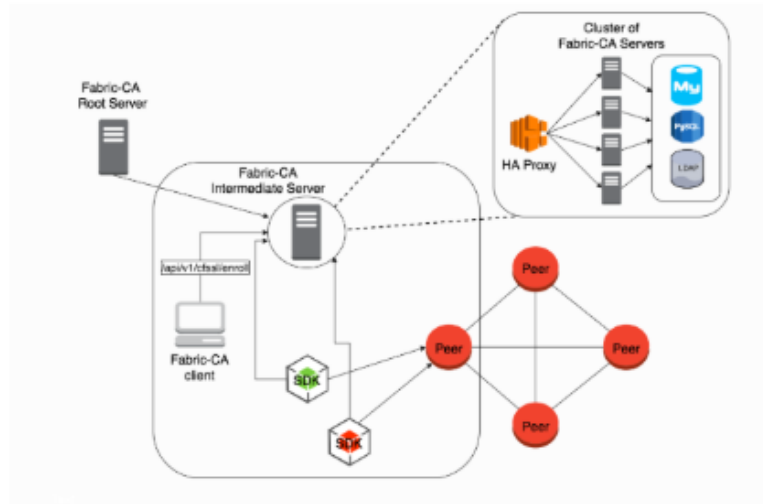 Cluster of
Fabric-CA Servers
My
PgSQL
LDAP
HA Proxy
Fabric-CA
Root Server
Fabric-CA
Intermediate Server
/api/v1/cfssl/enroll
Fabric-CA
client
SDK
SDK
Peer
Peer
Peer
Peer